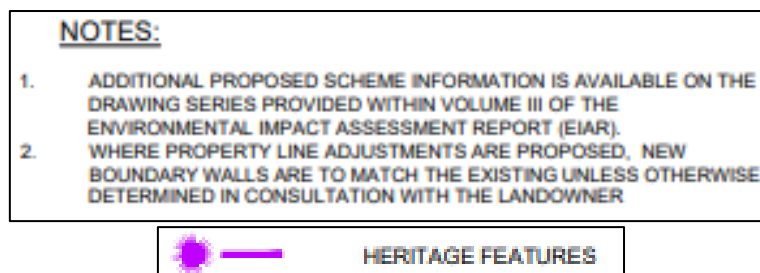 NOTES:
1. ADDITIONAL PROPOSED SCHEME INFORMATION IS AVAILABLE ON THE
DRAWING SERIES PROVIDED WITHIN VOLUME III OF THE
ENVIRONMENTAL IMPACT ASSESSMENT REPORT (EIAR).
2. WHERE PROPERTY LINE ADJUSTMENTS ARE PROPOSED, NEW
BOUNDARY WALLS ARE TO MATCH THE EXISTING UNLESS OTHERWISE
DETERMINED IN CONSULTATION WITH THE LANDOWNER
HERITAGE FEATURES